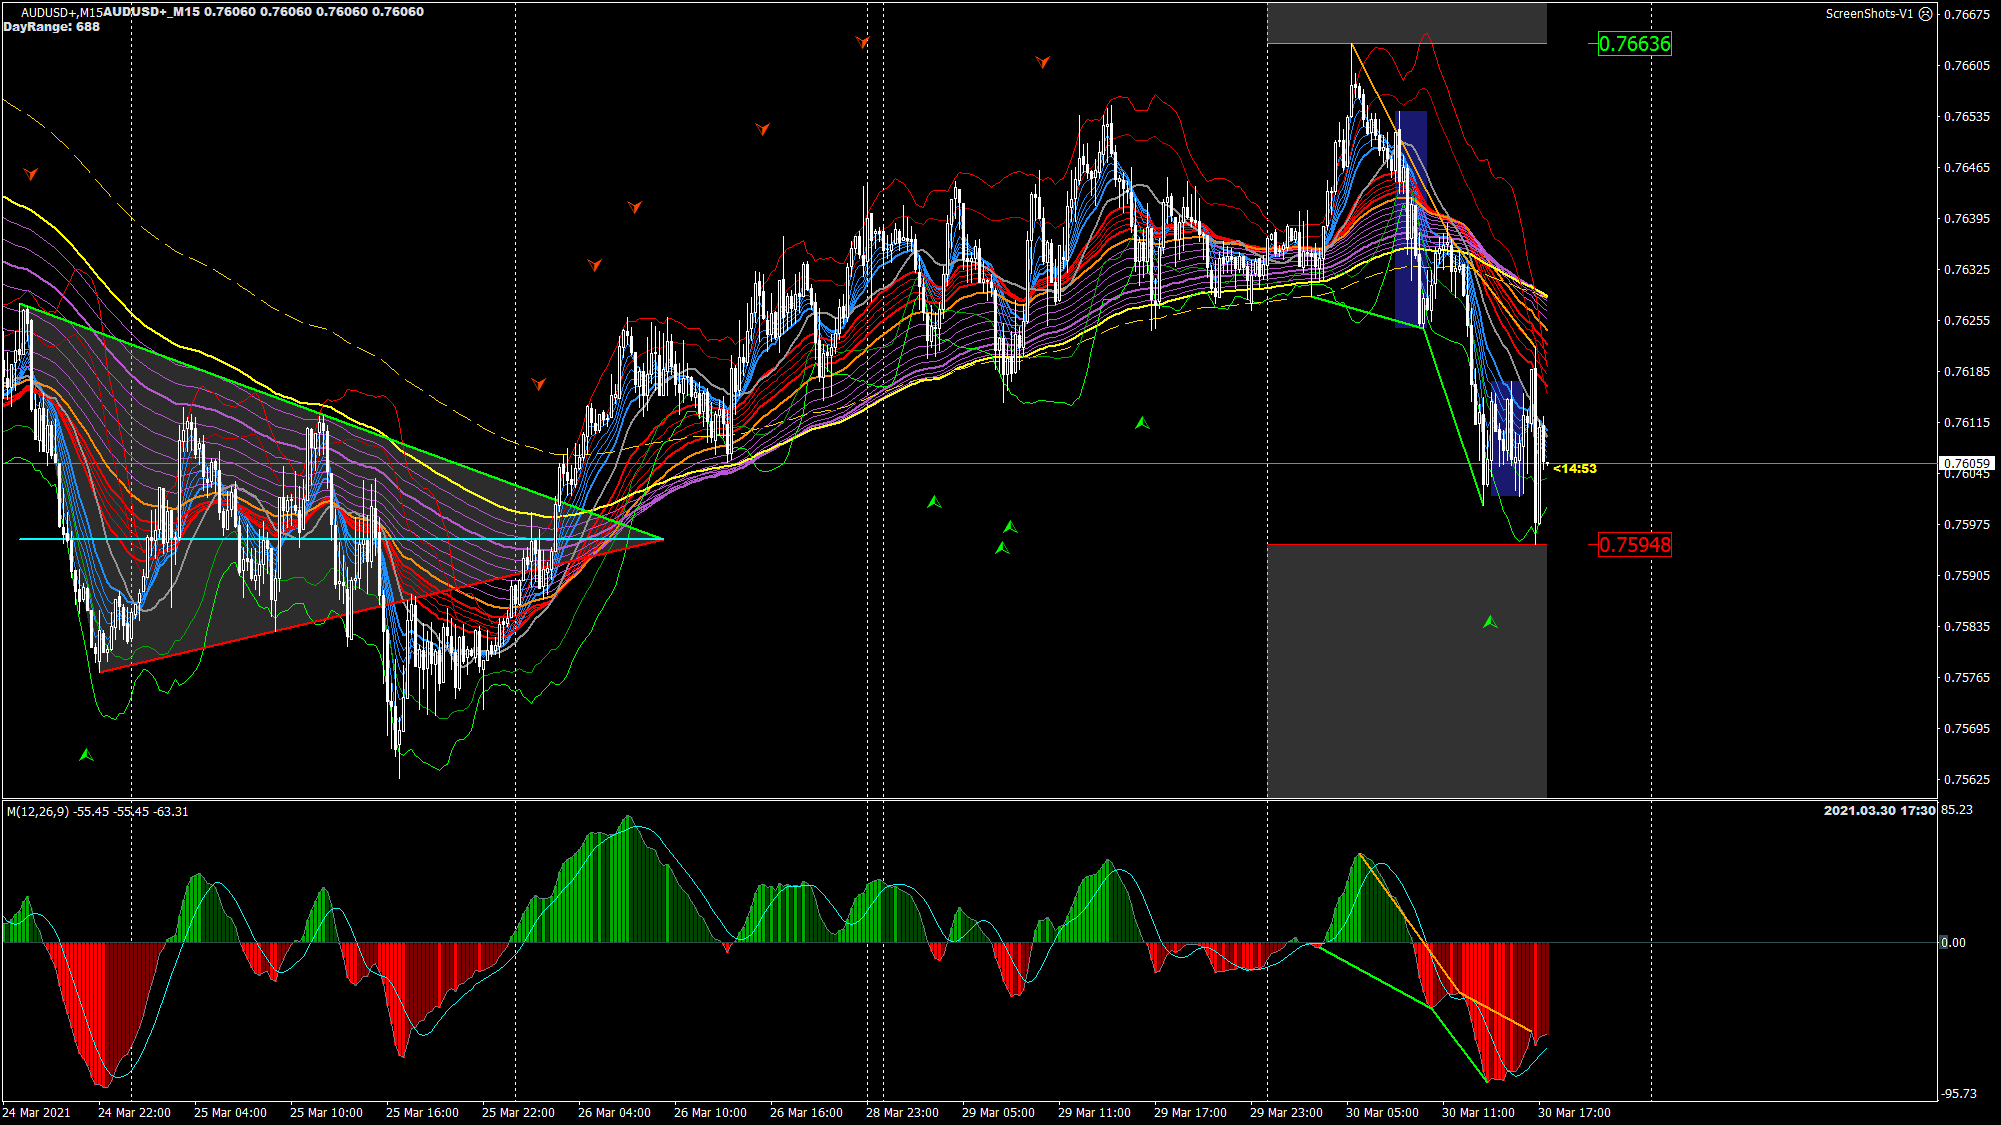 AUDUSD+,M15AUDUSD+_M15 0.76060 0.76060 0.76060 0.76060
DayRange: 688
ScreenShots-V1
0.76675
0.76636
0.76605
0.76535
0.76465
0.76395
0.76325
0.76255
0.76185
0.76115
<14:53
0.76059
0.76045
0.75975
0.75948
0.75905
0.75835
0.75765
0.75695
0.75625
M(12,26,9) -55.45 -55.45 -63.31
2021.03.30 17:30
85.23
0.00
-95.73
24 Mar 2021
24 Mar 22:00
25 Mar 04:00
25 Mar 10:00
25 Mar 16:00
25 Mar 22:00
26 Mar 04:00
26 Mar 10:00
26 Mar 16:00
28 Mar 23:00
29 Mar 05:00
29 Mar 11:00
29 Mar 17:00
29 Mar 23:00
30 Mar 05:00
30 Mar 11:00
30 Mar 17:00